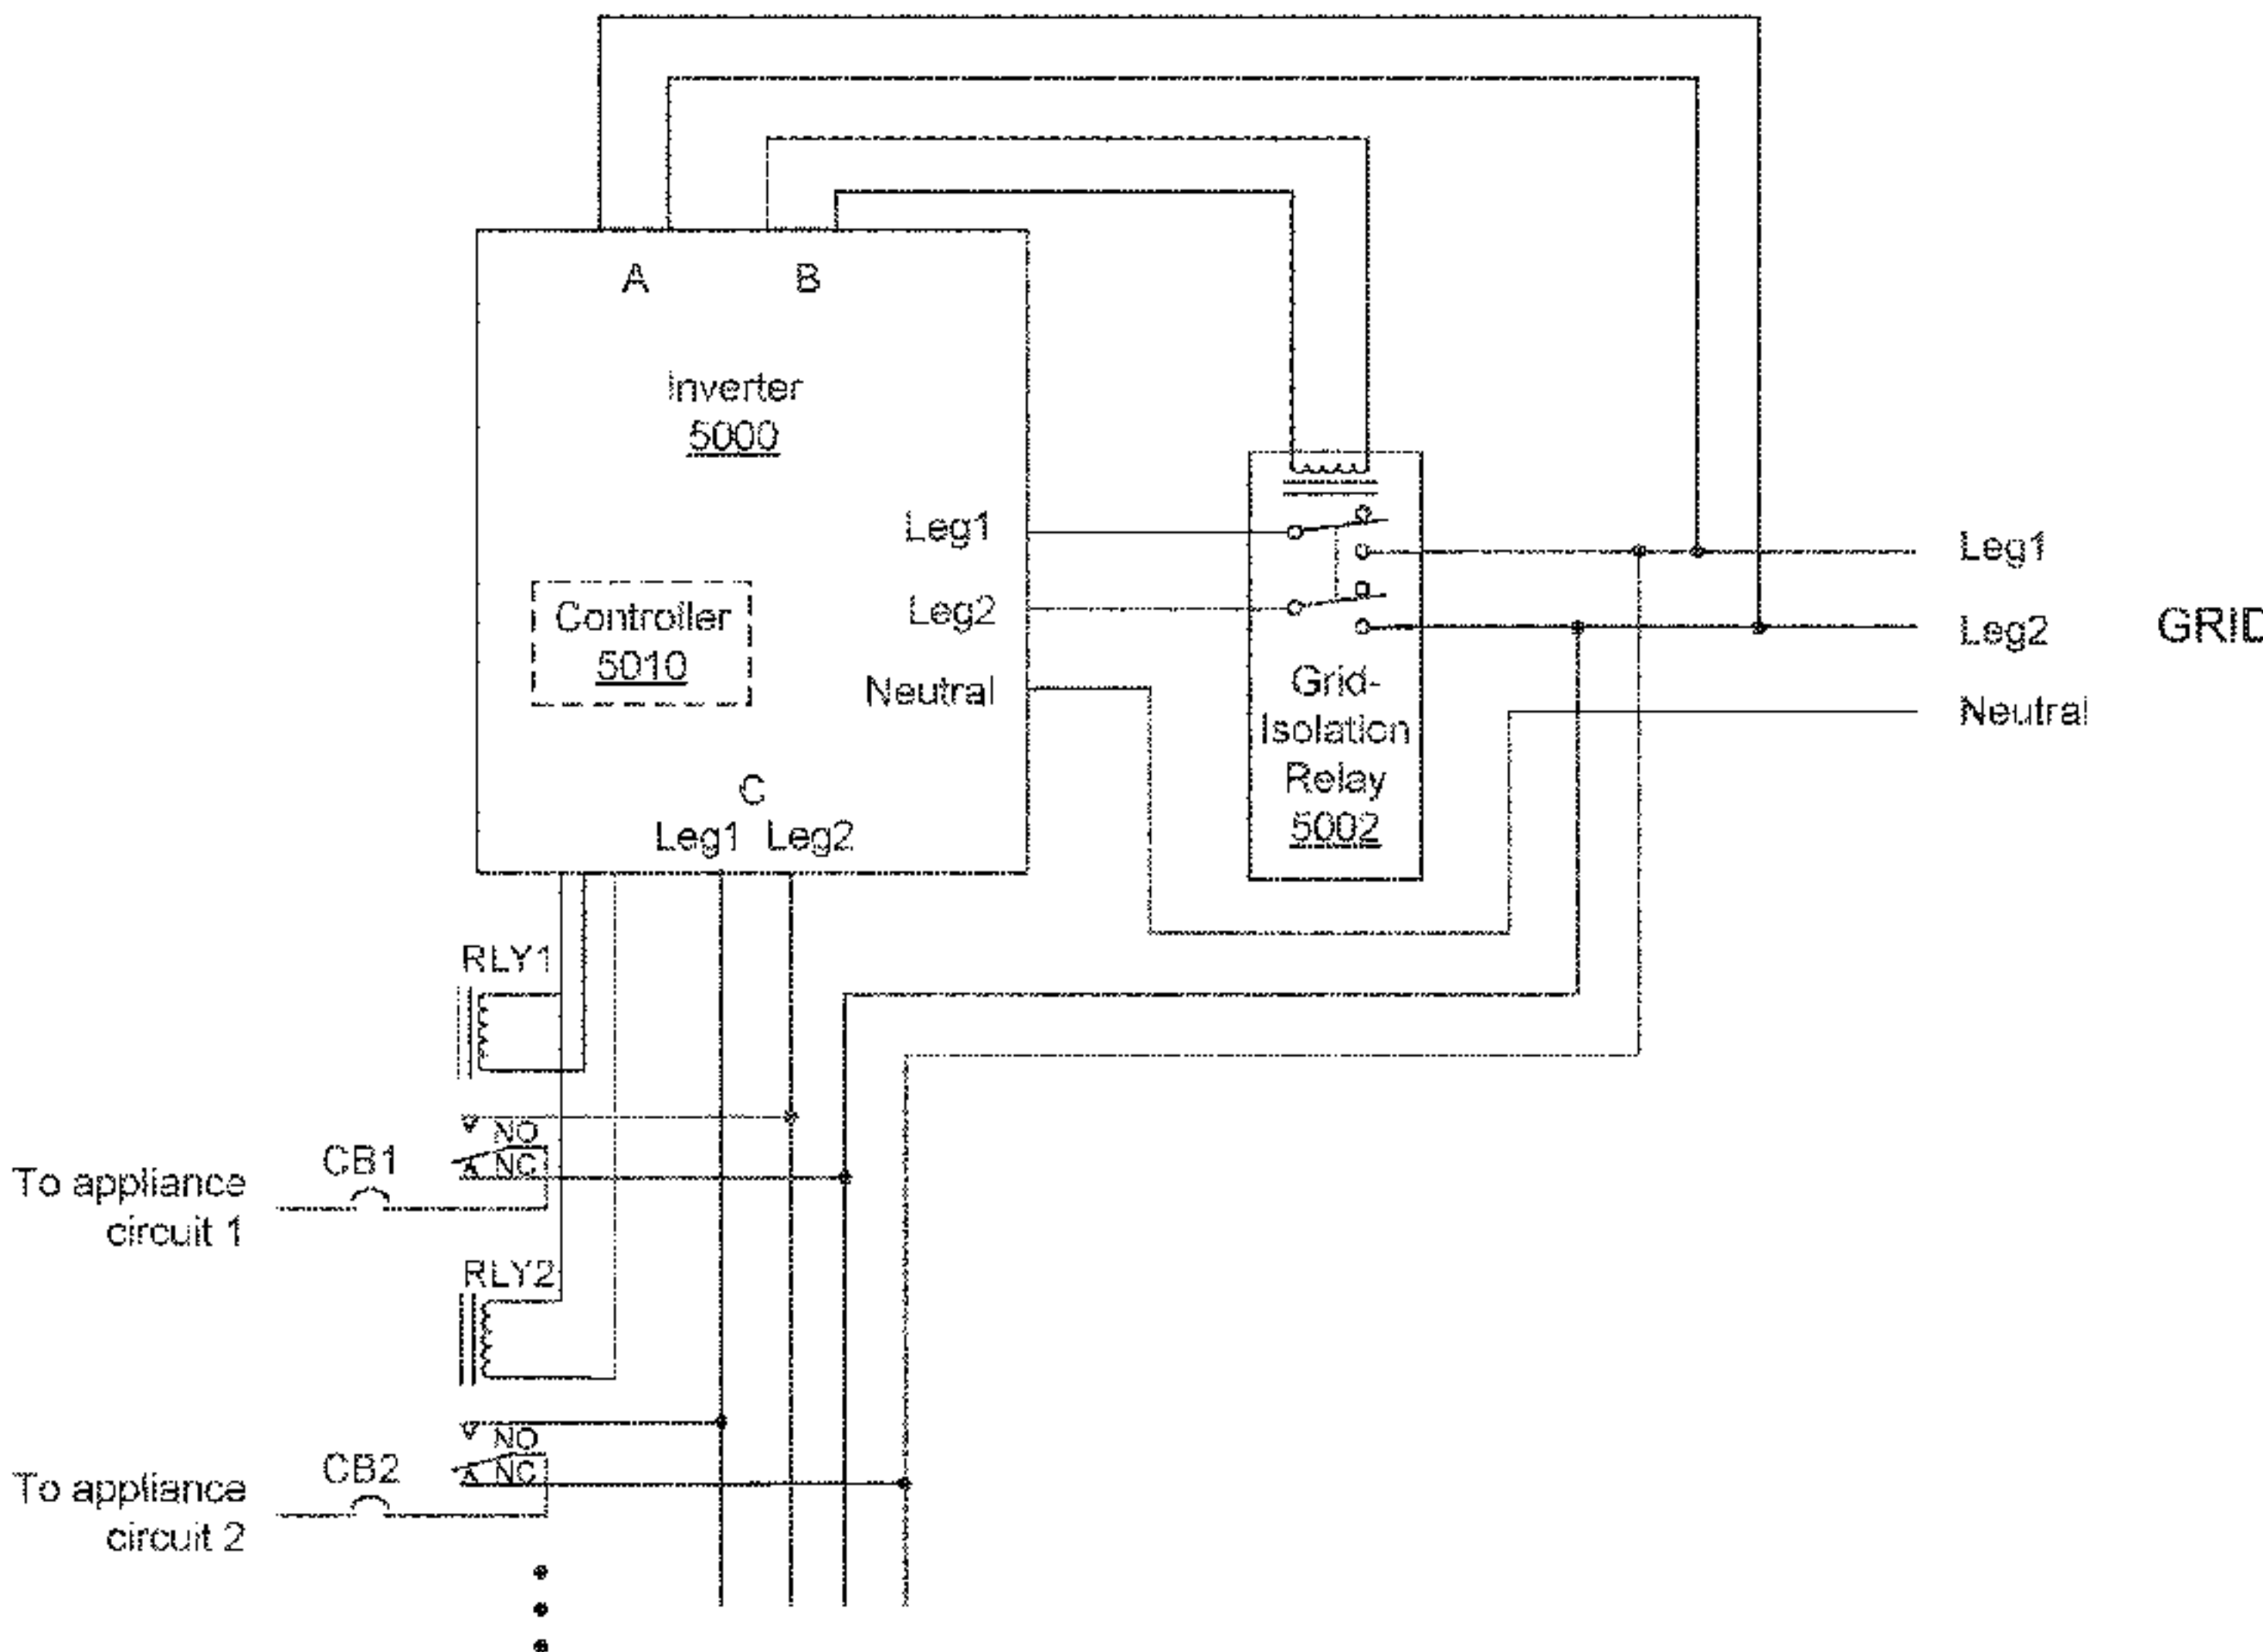 A
B
Inverter
5000
Leg1
Leg2
Neutral
Controller
5010
C
Leg1 Leg2
Grid-
Isolation
Relay
5002
Leg1
Leg2
Neutral
GRID
RLY1
NO
NC
CB1
To appliance
circuit 1
RLY2
NO
NC
CB2
To appliance
circuit 2